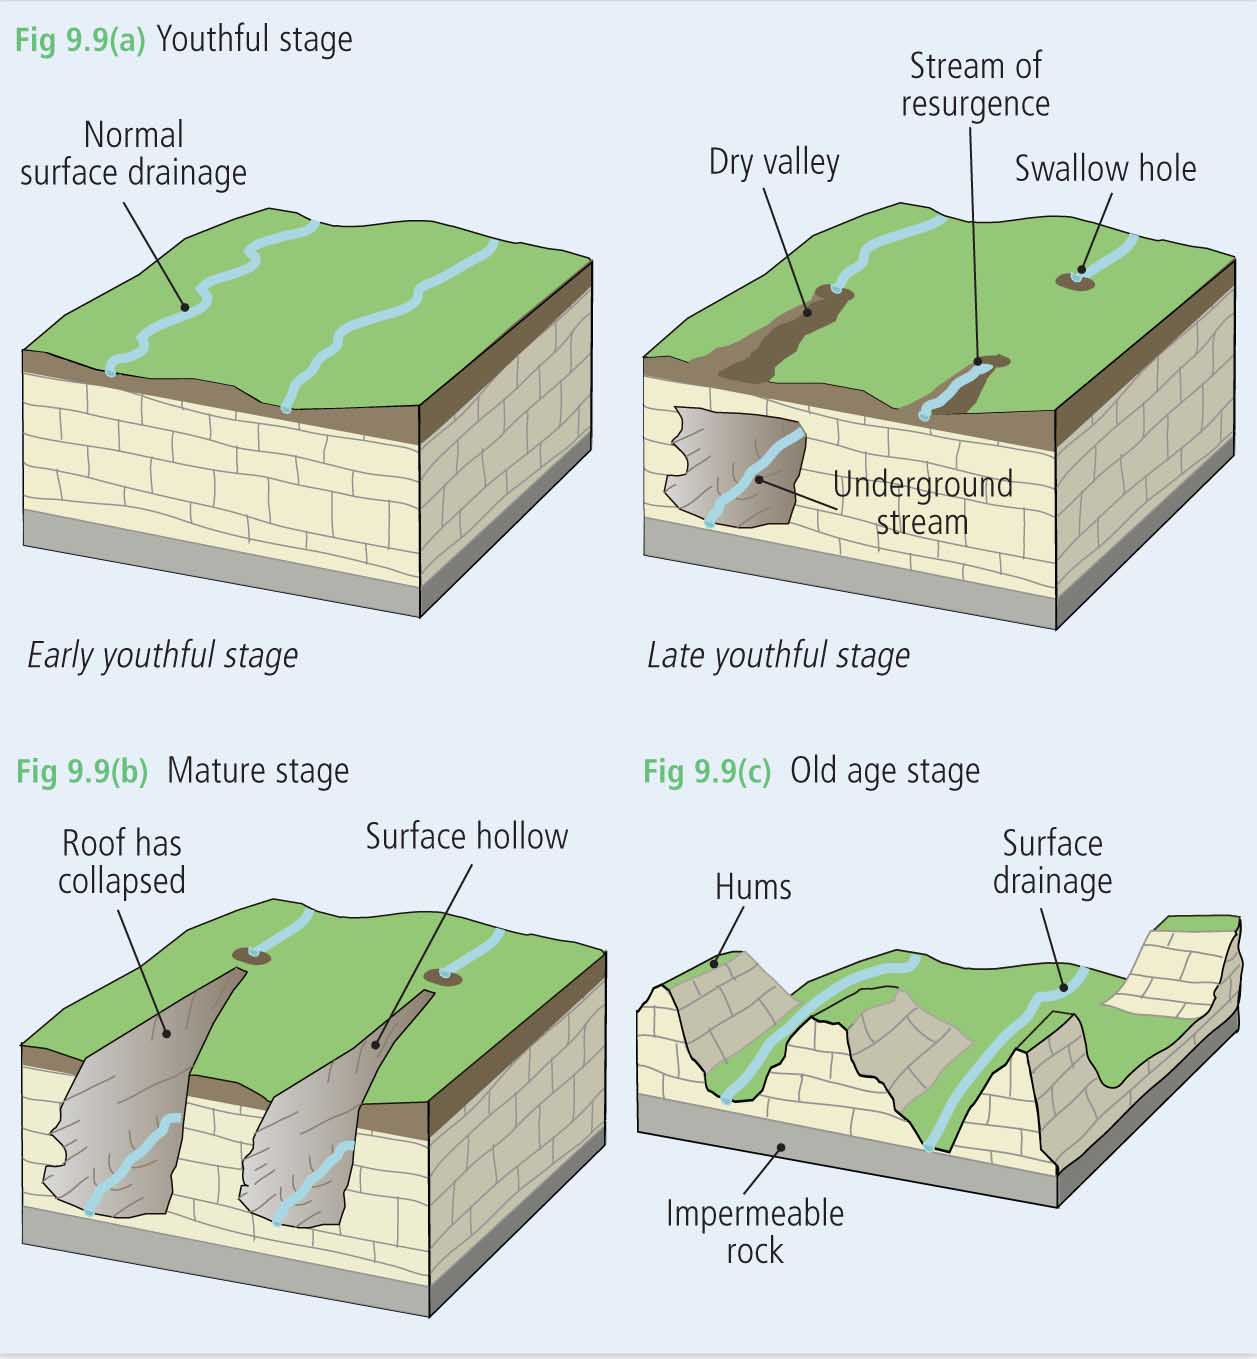 Fig 9.9(a) Youthful stage
Normal
surface drainage
Early youthful stage
Stream of
resurgence
Dry valley
Swallow hole
Underground
stream
Late youthful stage
Fig 9.9(b) Mature stage
Roof has
collapsed
Surface hollow
Fig 9.9(c) Old age stage
Hums
Surface
drainage
Impermeable
rock